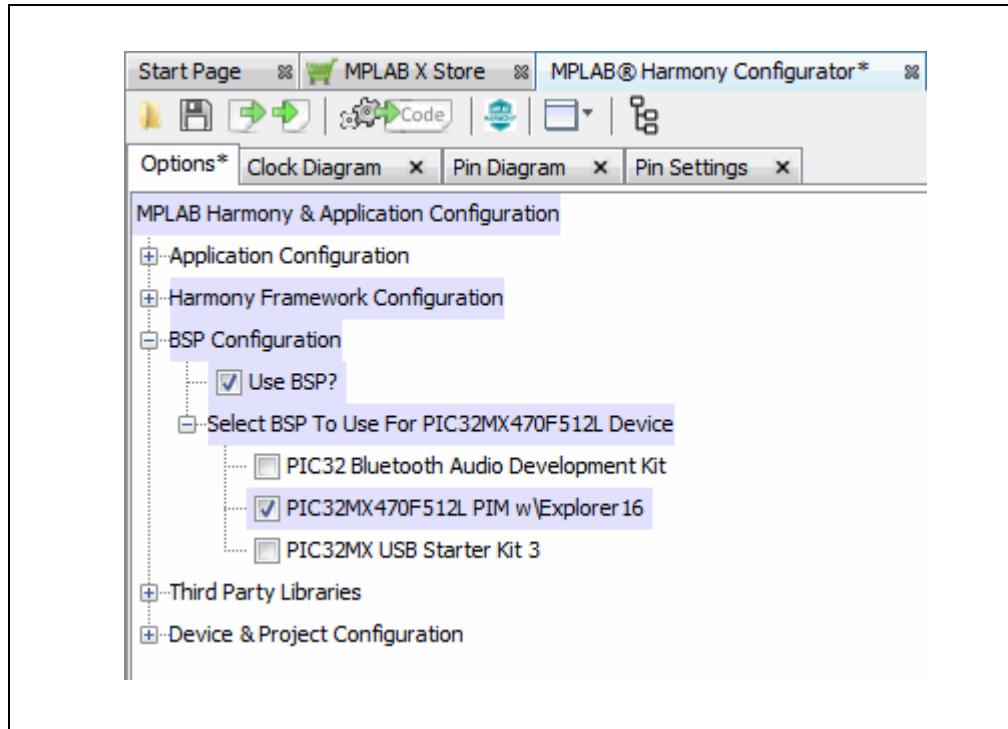 Start Page MPLAB X Store MPLAB® Harmony Configurator*
Code
Options* Clock Diagram Pin Diagram Pin Settings
MPLAB Harmony & Application Configuration
Application Configuration
Harmony Framework Configuration
BSP Configuration
Use BSP?
Select BSP To Use For PIC32MX470F512L Device
PIC32 Bluetooth Audio Development Kit
PIC32MX470F512L PIM w\Explorer16
PIC32MX USB Starter Kit 3
Third Party Libraries
Device & Project Configuration